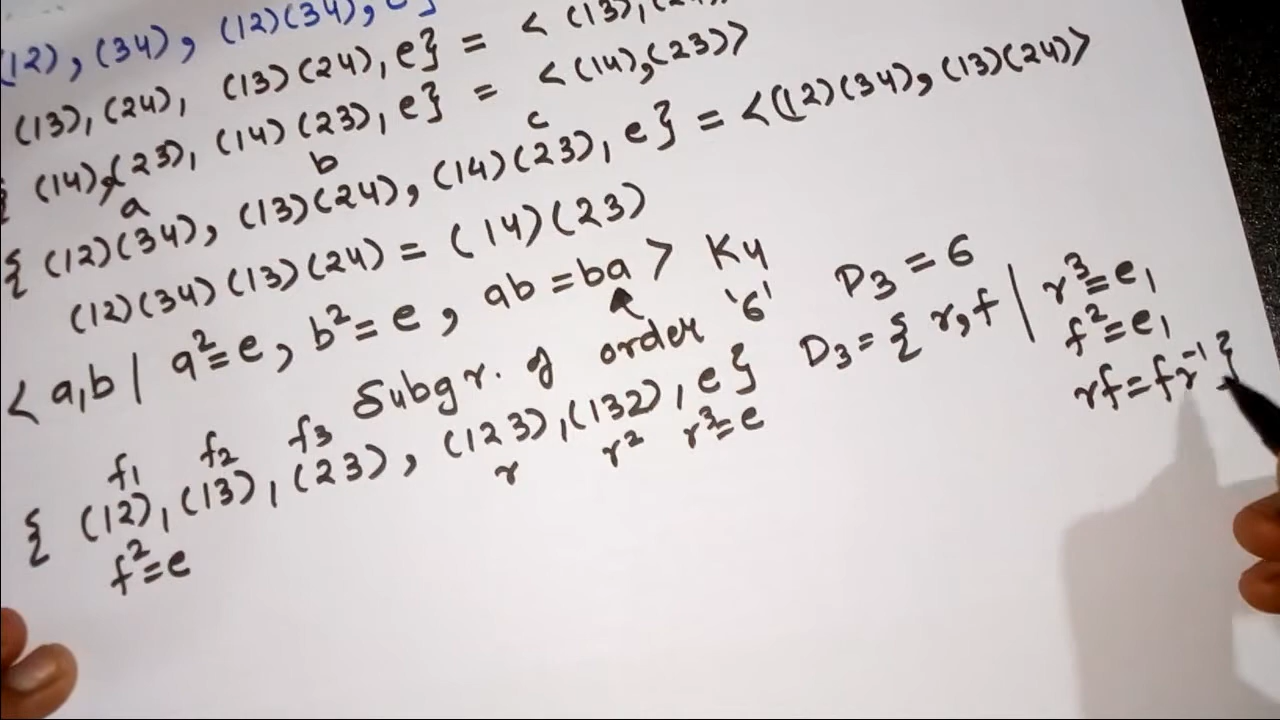 (12), (34), (12)(34),
(13), (24), (13)(24), e} = < (13),
{ (14), (23), (14)(23), e} = <(14), (23)>
a b c
{ (12)(34), (13)(24), (14)(23), e} = <(12)(34), (13)(24)>
(12)(34)(13)(24) = (14)(23)
< a,b | a²=e, b²=e, ab=ba > K4
Subgr. of order '6'
D3 = 6
D3 = { r,f | r³=e,
f²=e,
rf=fr⁻¹}
f1 f2 f3
{ (12), (13), (23), (123), (132), e}
f²=e r r² r³=e